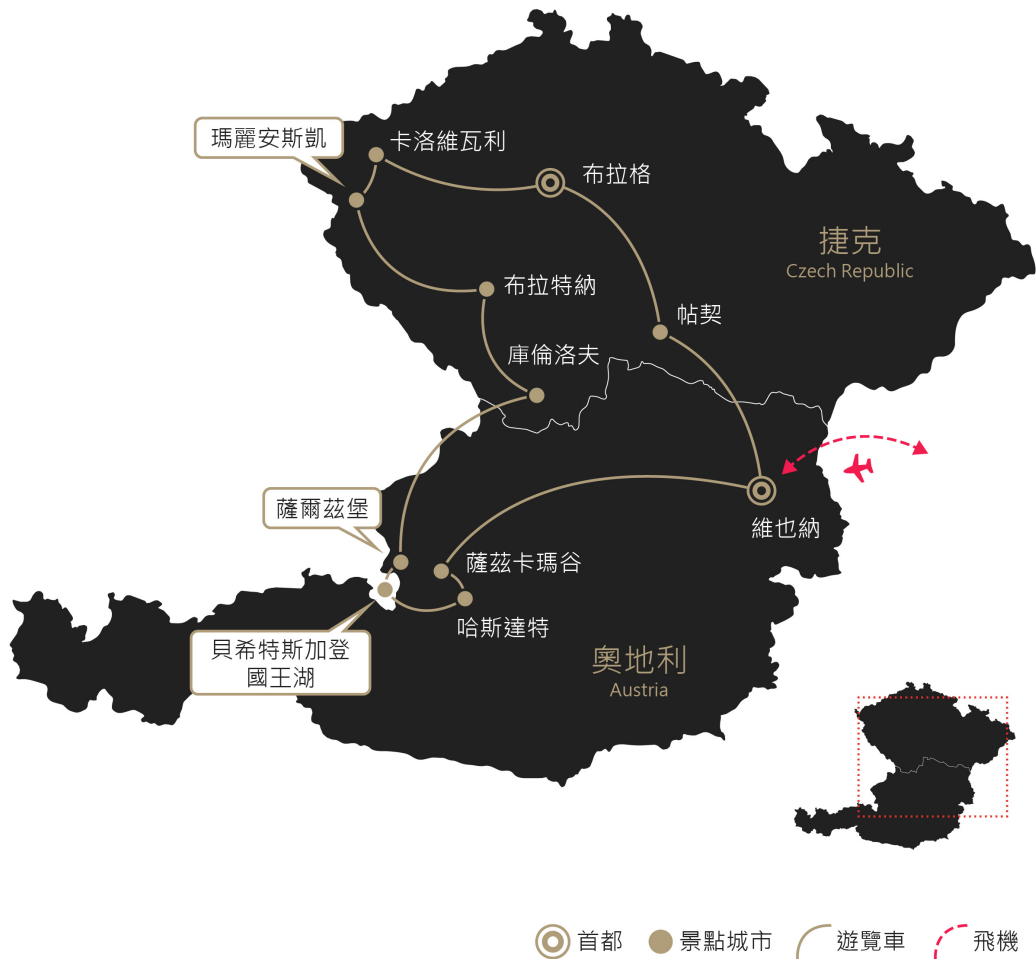 瑪麗安斯凱
卡洛維瓦利
布拉格
捷克
Czech Republic
布拉特納
帖契
庫倫洛夫
薩爾茲堡
維也納
薩茲卡瑪谷
哈斯達特
貝希特斯加登
國王湖
奧地利
Austria
首都
景點城市
遊覽車
飛機